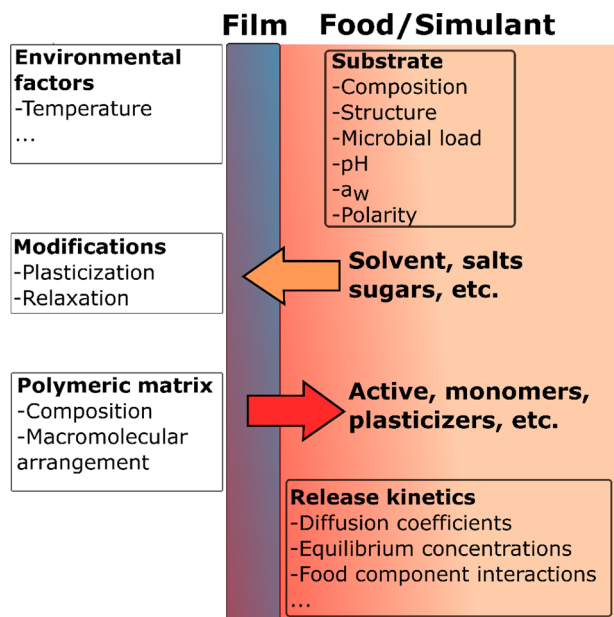 Film Food/Simulant
Environmental
factors
-Temperature
...
Substrate
-Composition
-Structure
-Microbial load
-pH
-aw
-Polarity
Modifications
-Plasticization
-Relaxation
Solvent, salts
sugars, etc.
Polymeric matrix
-Composition
-Macromolecular
arrangement
Active, monomers,
plasticizers, etc.
Release kinetics
-Diffusion coefficients
-Equilibrium concentrations
-Food component interactions
...